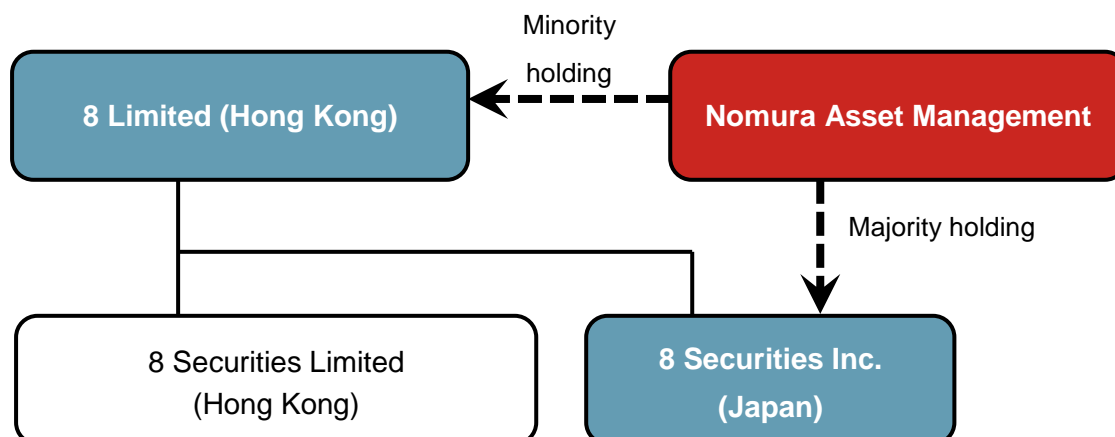 Minority
holding
8 Limited (Hong Kong)
Nomura Asset Management
Majority holding
8 Securities Limited
(Hong Kong)
8 Securities Inc.
(Japan)